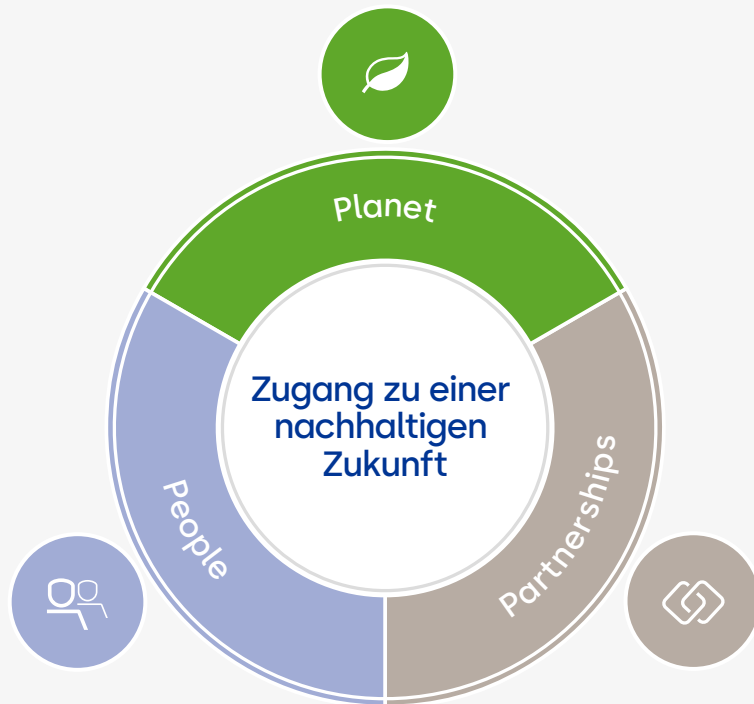 Planet
Zugang zu einer
nachhaltigen
Zukunft
People
Partnerships